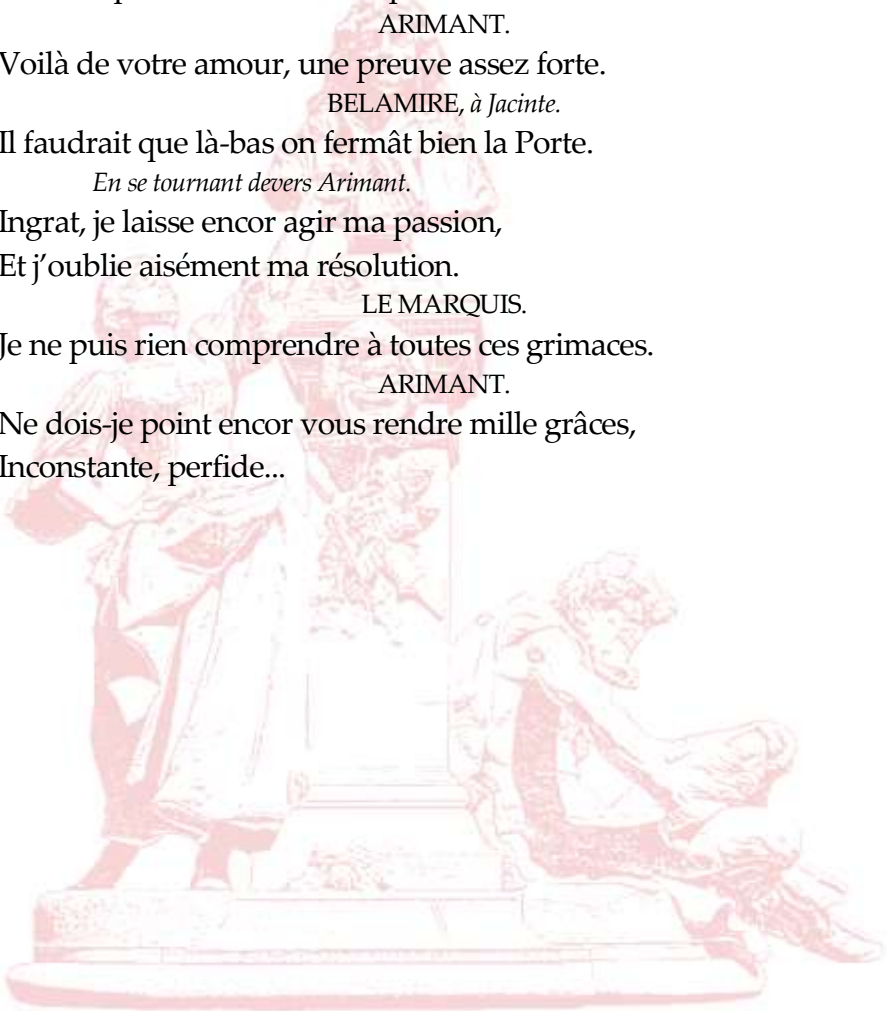 ARIMANT.
Voilà de votre amour, une preuve assez forte.
BELAMIRE, à Jacinte.
Il faudrait que là-bas on fermât bien la Porte.
En se tournant devers Arimant.
Ingrat, je laisse encor agir ma passion,
Et j’oublie aisément ma résolution.
LE MARQUIS.
Je ne puis rien comprendre à toutes ces grimaces.
ARIMANT.
Ne dois-je point encor vous rendre mille grâces,
Inconstante, perfide...